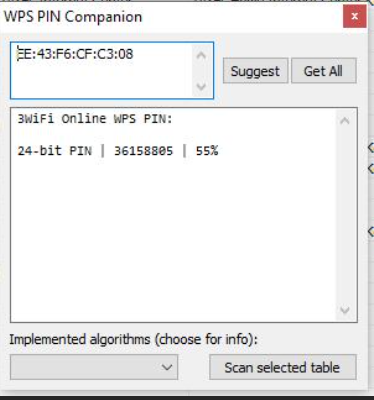 WPS PIN Companion
x
EE:43:F6:CF:C3:08
Suggest
Get All
3WiFi Online WPS PIN:
24-bit PIN | 36158805 | 55%
Implemented algorithms (choose for info):
Scan selected table